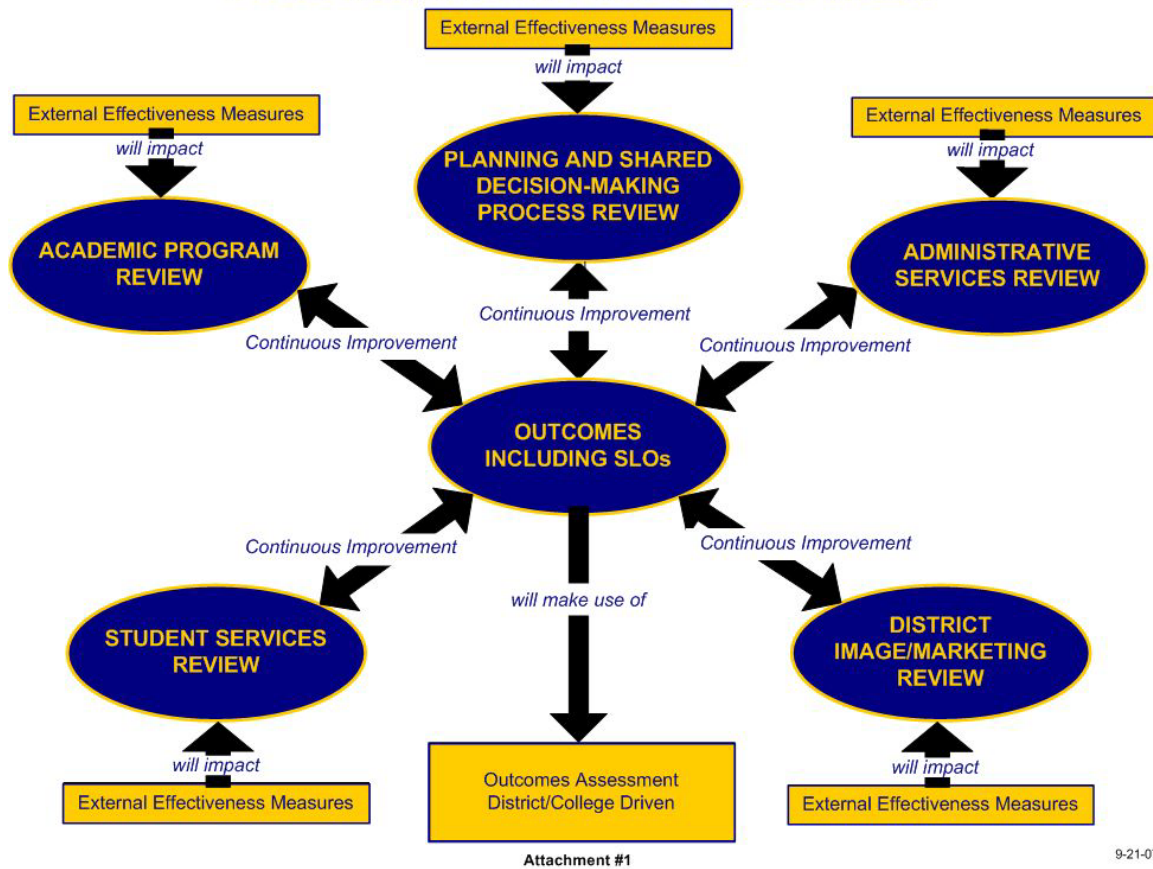 External Effectiveness Measures
will impact
External Effectiveness Measures
will impact
External Effectiveness Measures
will impact
PLANNING AND SHARED
DECISION-MAKING
PROCESS REVIEW
ACADEMIC PROGRAM
REVIEW
ADMINISTRATIVE
SERVICES REVIEW
Continuous Improvement
Continuous Improvement
Continuous Improvement
OUTCOMES
INCLUDING SLOs
Continuous Improvement
Continuous Improvement
will make use of
STUDENT SERVICES
REVIEW
DISTRICT
IMAGE/MARKETING
REVIEW
will impact
External Effectiveness Measures
Outcomes Assessment
District/College Driven
will impact
External Effectiveness Measures
Attachment #1